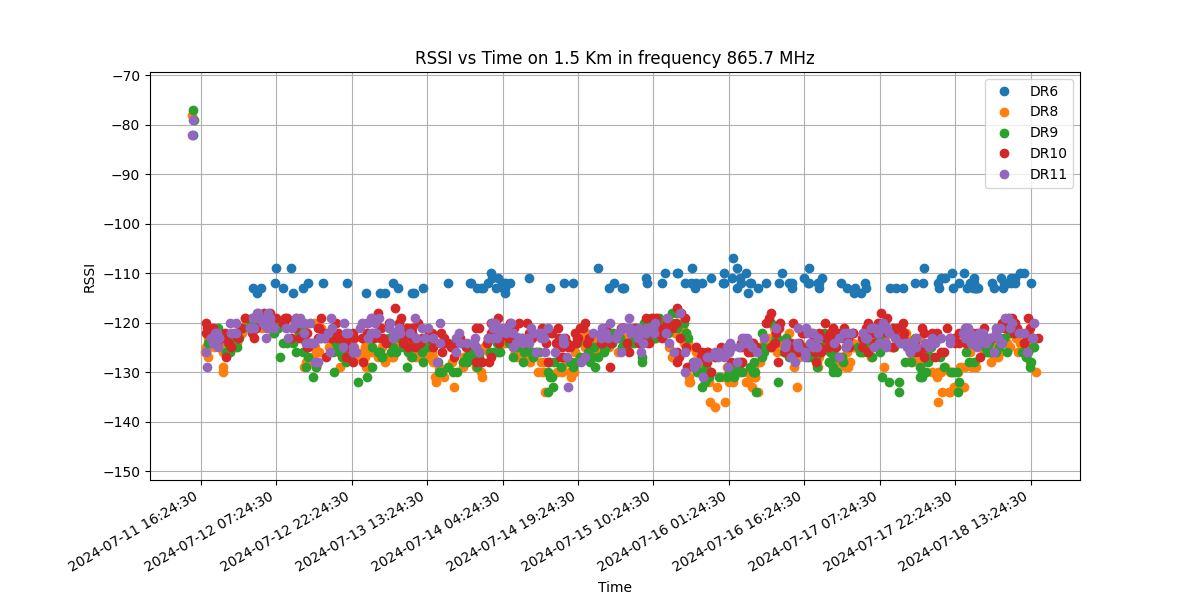 RSSI vs Time on 1.5 Km in frequency 865.7 MHz
−70
−80
−90
−100
−110
−120
−130
−140
−150
RSSI
DR6
DR8
DR9
DR10
DR11
2024-07-11 16:24:30
2024-07-12 07:24:30
2024-07-12 22:24:30
2024-07-13 13:24:30
2024-07-14 04:24:30
2024-07-14 19:24:30
2024-07-15 10:24:30
2024-07-16 01:24:30
2024-07-16 16:24:30
2024-07-17 07:24:30
2024-07-17 22:24:30
2024-07-18 13:24:30
Time